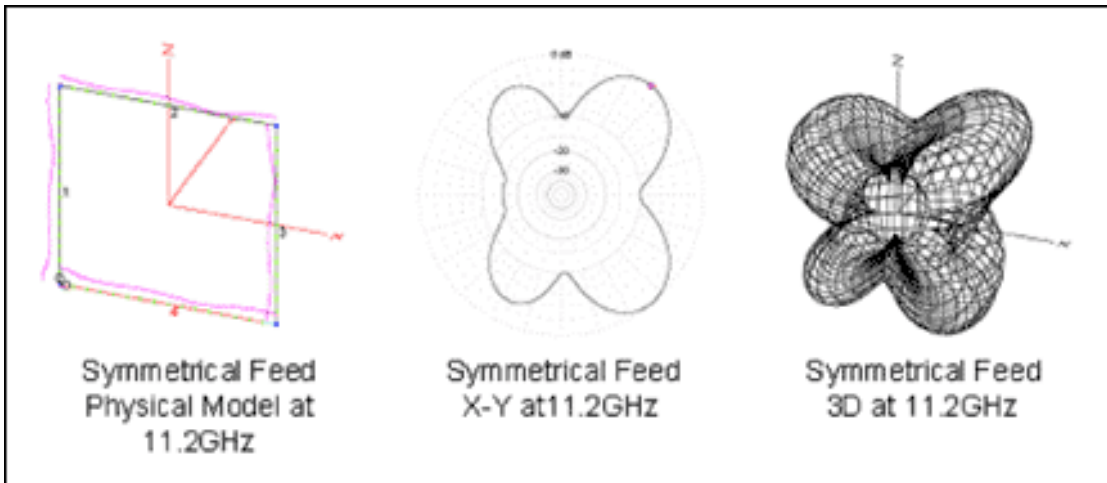 Z
2
1
3
4
0 dB
-20
-30
Z
Symmetrical Feed
Physical Model at
11.2GHz
Symmetrical Feed
X-Y at11.2GHz
Symmetrical Feed
3D at 11.2GHz